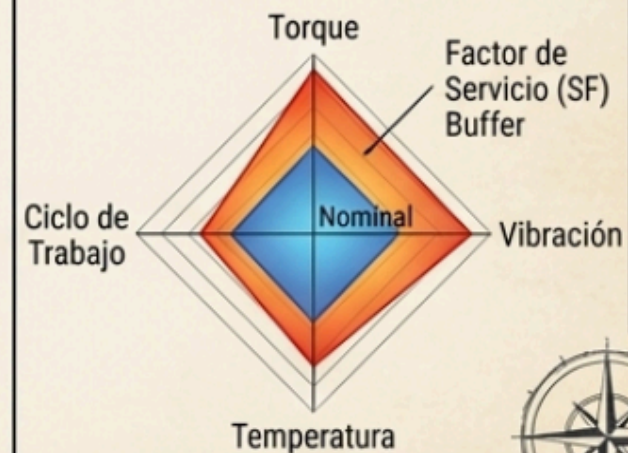 Torque
Factor de
Servicio (SF)
Buffer
Nominal
Ciclo de
Trabajo
Vibración
Temperatura